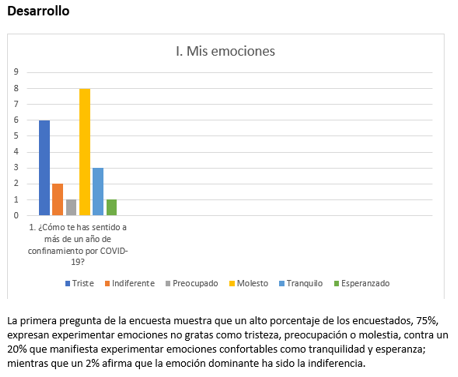 Desarrollo
I. Mis emociones
9
8
7
6
5
4
3
2
1
0
1. ¿Cómo te has sentido a
más de un año de
confinamiento por COVID-
19?
Triste Indiferente Preocupado Molesto Tranquilo Esperanzado
La primera pregunta de la encuesta muestra que un alto porcentaje de los encuestados, 75%,
expresan experimentar emociones no gratas como tristeza, preocupación o molestia, contra un
20% que manifiesta experimentar emociones confortables como tranquilidad y esperanza;
mientras que un 2% afirma que la emoción dominante ha sido la indiferencia.